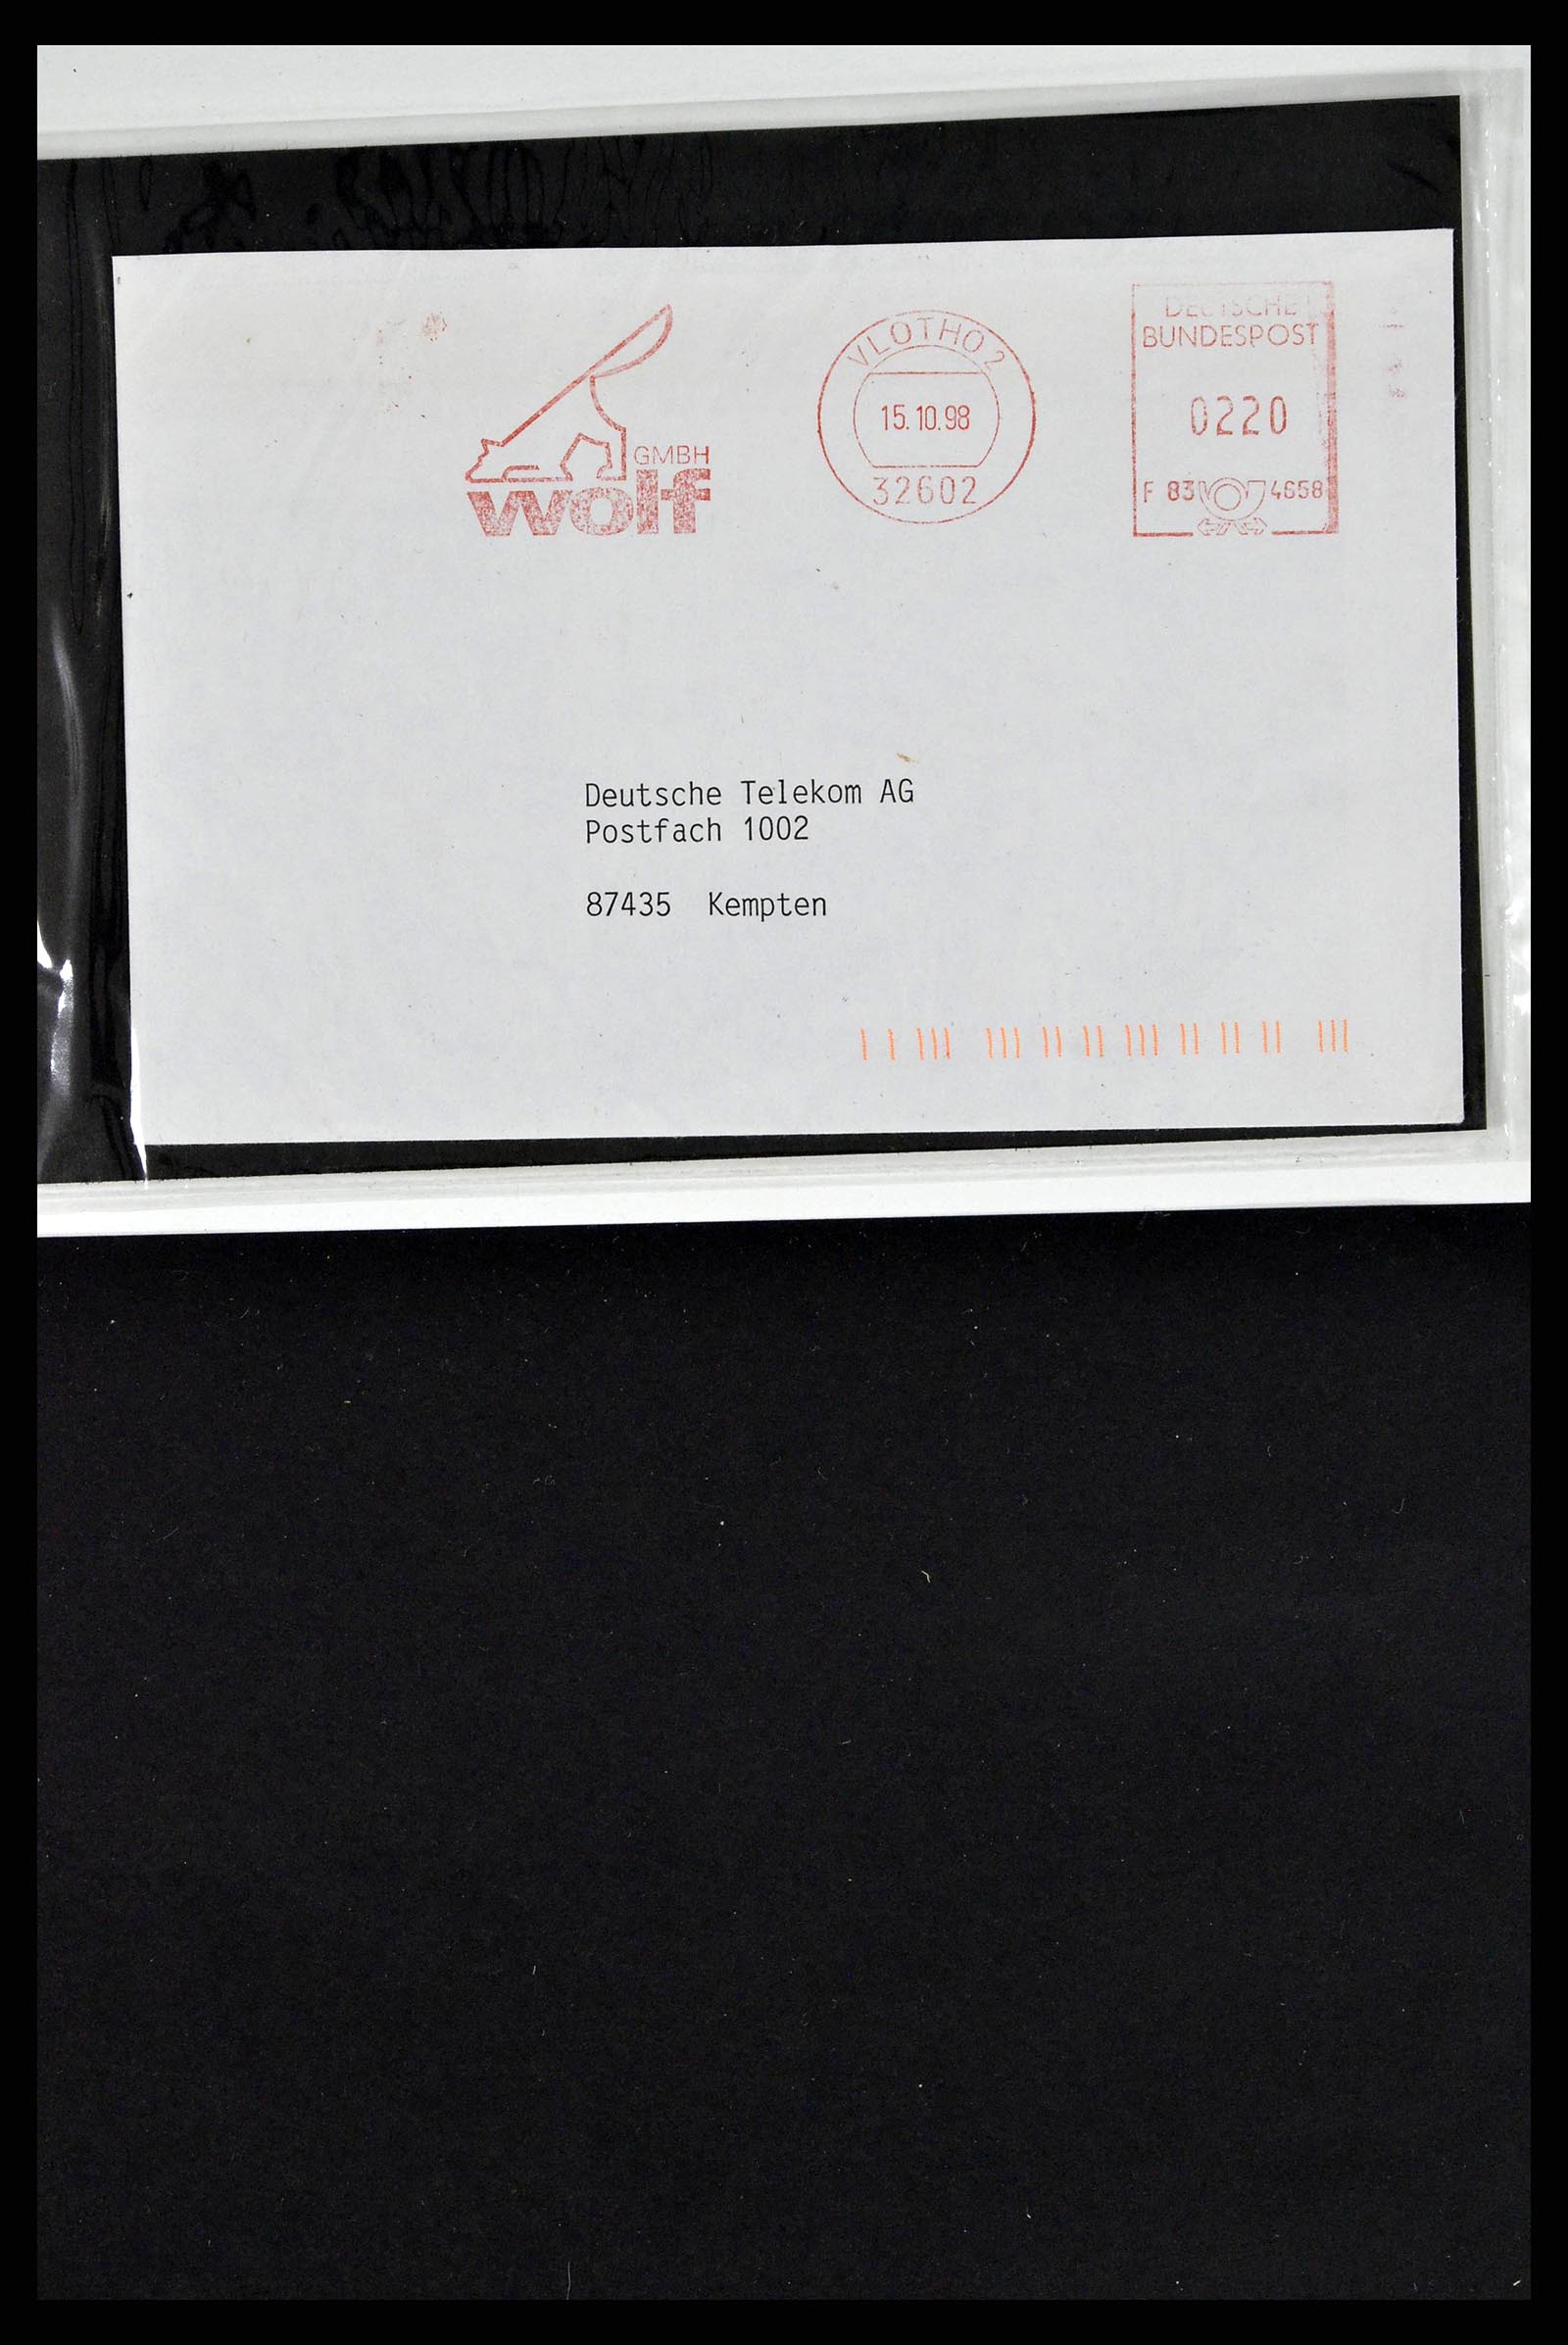 GMBH
wolf
VLOTHO 2
15.10.98
32602
DEUTSCHE
BUNDESPOST
0220
F 83 4658
Deutsche Telekom AG
Postfach 1002
87435 Kempten